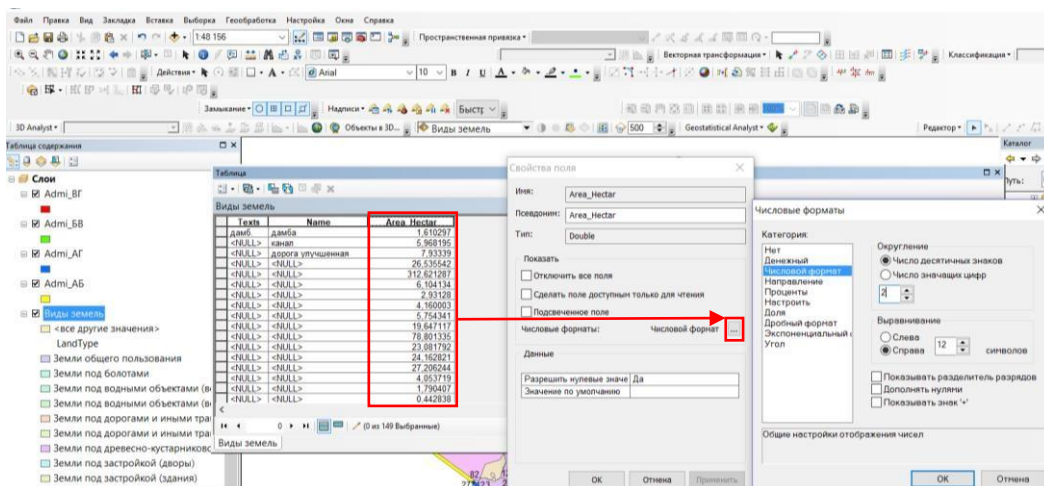 Файл Правка Вид Закладка Вставка Выборка Геообработка Настройка Окна Справка
1:48 156
Пространственная привязка
Векторная трансформация
Классификация
Действия
Arial
10
Замыкание
Надписи
Быстр
3D Analyst
Объекты в 3D...
Виды земель
500
Geostatistical Analyst
Редактор
Таблица содержания
Слои
Admi_ВГ
Admi_БВ
Admi_АГ
Admi_АБ
Виды земель
<все другие значения>
LandType
Земли общего пользования
Земли под болотами
Земли под водными объектами (в
Земли под водными объектами (в
Земли под дорогами и иными тра
Земли под дорогами и иными тра
Земли под древесно-кустарников
Земли под застройкой (дворы)
Земли под застройкой (здания)
Таблица
Виды земель
Texts Name Area_Hectar
дамб. дамба 1,610297
<NULL> канал 5,968195
<NULL> дорога улучшенная 7,93339
<NULL> <NULL> 26,535542
<NULL> <NULL> 312,621287
<NULL> <NULL> 6,104134
<NULL> <NULL> 2,93128
<NULL> <NULL> 4,160003
<NULL> <NULL> 5,754341
<NULL> <NULL> 19,647117
<NULL> <NULL> 78,801335
<NULL> <NULL> 23,081792
<NULL> <NULL> 24,162821
<NULL> <NULL> 27,206244
<NULL> <NULL> 4,053719
<NULL> <NULL> 1,790407
<NULL> <NULL> 0,442838
0
(0 из 149 Выбранные)
Виды земель
Свойства поля
Имя: Area_Hectar
Псевдоним: Area_Hectar
Тип: Double
Показать
Отключить все поля
Сделать поле доступным только для чтения
Подсвеченное поле
Числовые форматы: Числовой формат ...
Данные
Разрешить нулевые значе Да
Значение по умолчанию
ОК Отмена Применить
Каталог
Путь:
Числовые форматы
Категория:
Нет
Денежный
Числовой формат
Направление
Проценты
Настроить
Доля
Дробный формат
Экспоненциальный
Угол
Округление
Число десятичных знаков
Число значащих цифр
2
Выравнивание
Слева
Справа 12 символов
Показывать разделитель разрядов
Дополнять нулями
Показывать знак '+'
Общие настройки отображения чисел
ОК Отмена